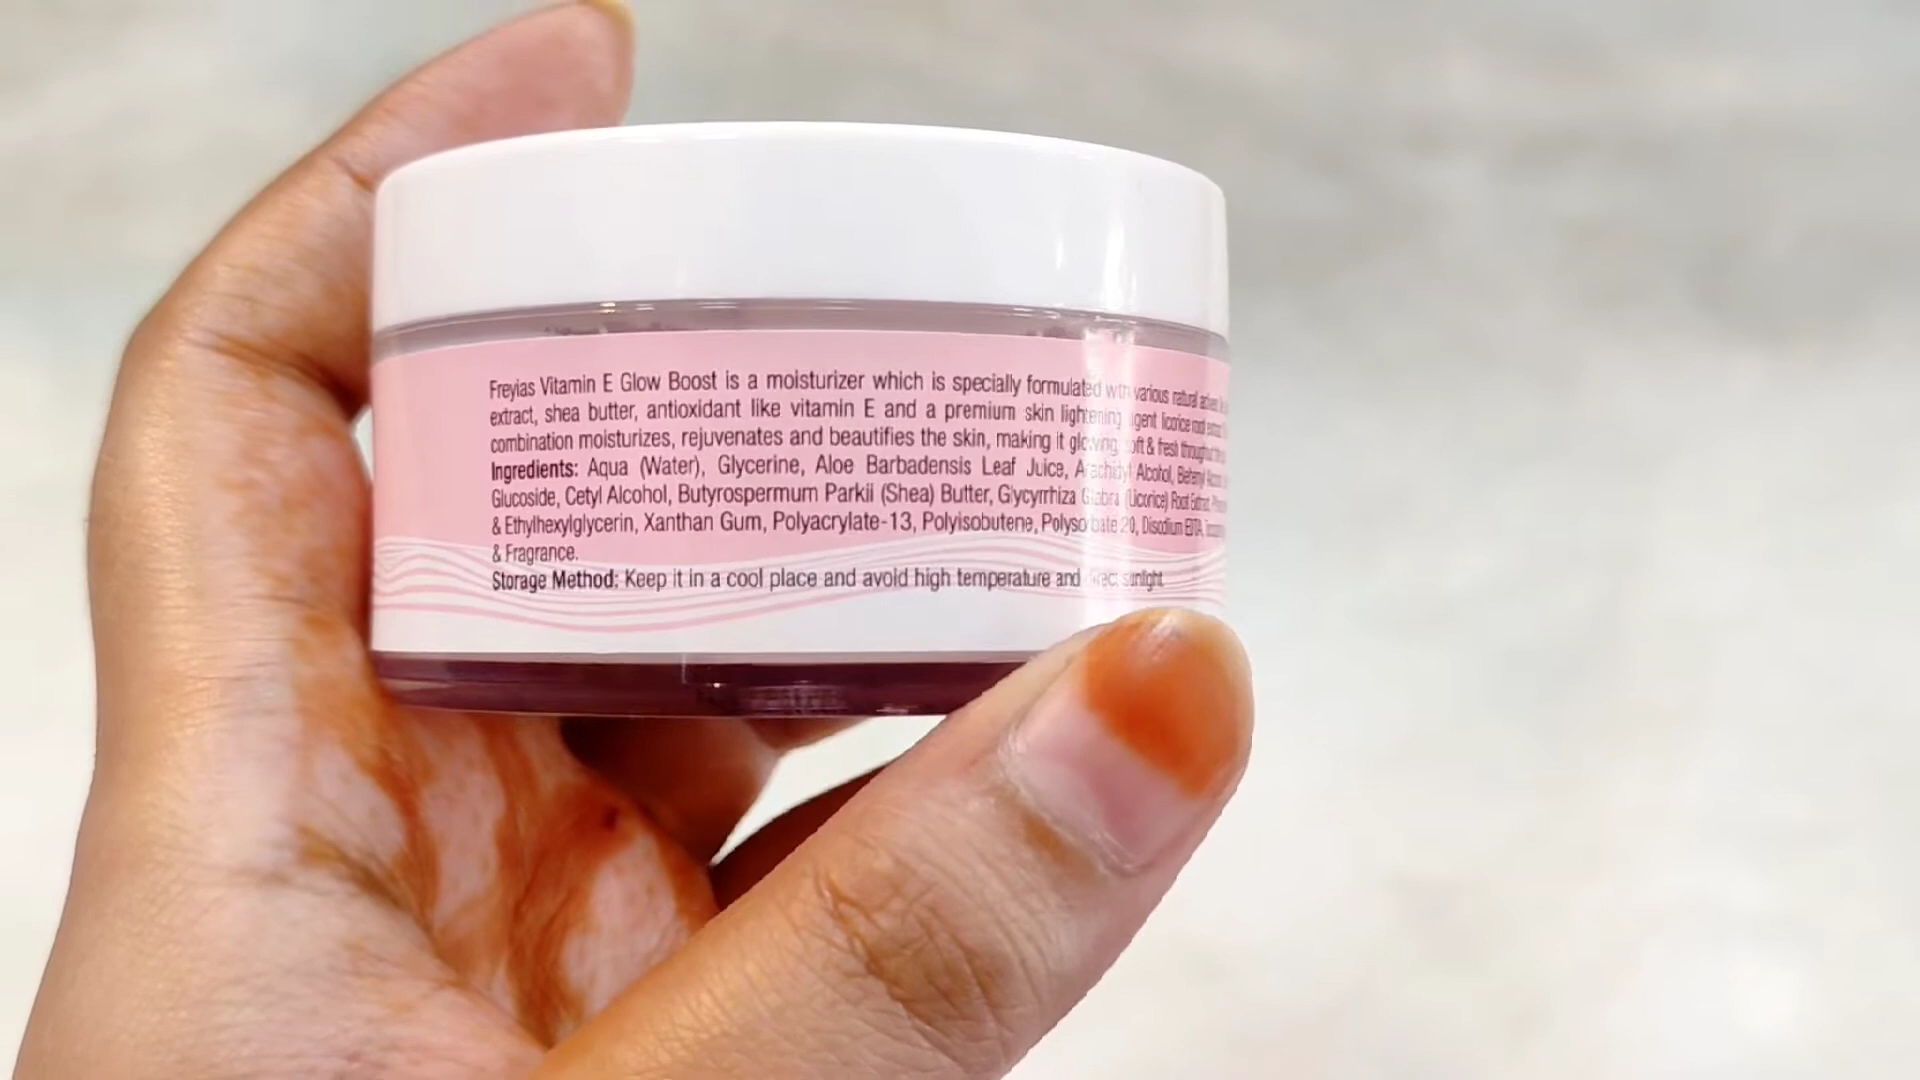 Freyias Vitamin E Glow Boost is a moisturizer which is specially formulated with various natural
extract, shea butter, antioxidant like vitamin E and a premium skin lightening agent licorice root
combination moisturizes, rejuvenates and beautifies the skin, making it glowing, soft & fresh
Ingredients: Aqua (Water), Glycerine, Aloe Barbadensis Leaf Juice, Arachidyl Alcohol, Behenyl
Glucoside, Cetyl Alcohol, Butyrospermum Parkii (Shea) Butter, Glycyrrhiza Glabra (Licorice) Root Extract,
& Ethylhexylglycerin, Xanthan Gum, Polyacrylate-13, Polyisobutene, Polysorbate 20, Disodium EDTA,
& Fragrance.
Storage Method: Keep it in a cool place and avoid high temperature and direct sunlight.